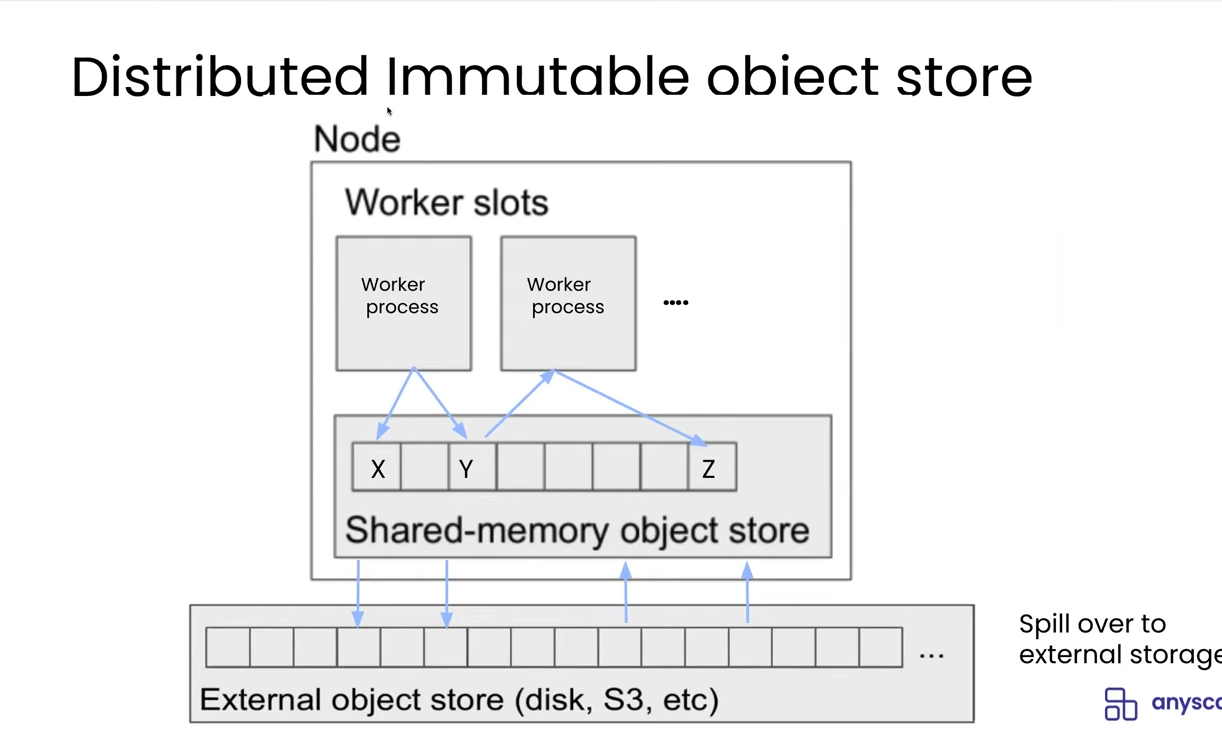 Distributed Immutable object store
Node
Worker slots
Worker
process
Worker
process
....
X
Y
Z
Shared-memory object store
...
External object store (disk, S3, etc)
Spill over to
external storage
anysc